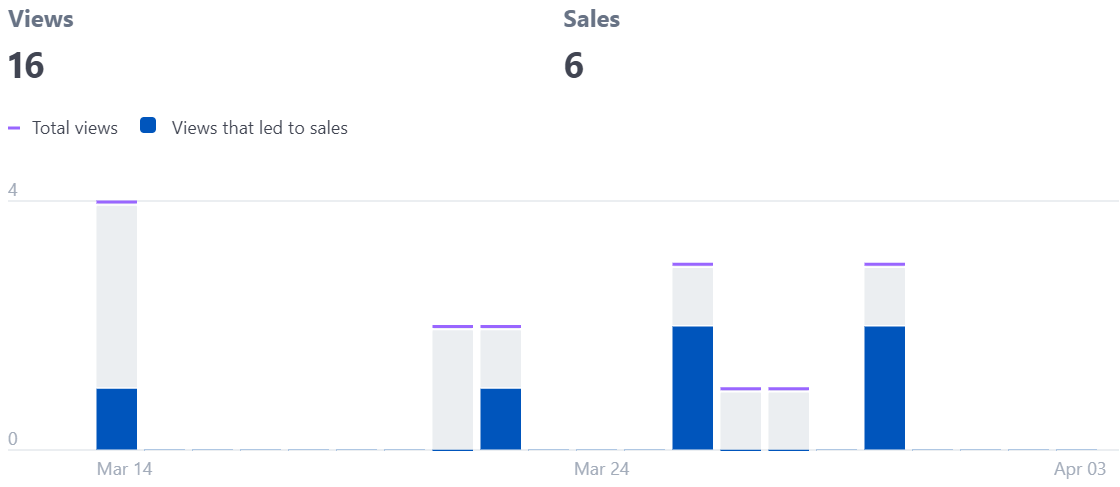 Views
16
Sales
6
Total views
Views that led to sales
4
0
Mar 14
Mar 24
Apr 03